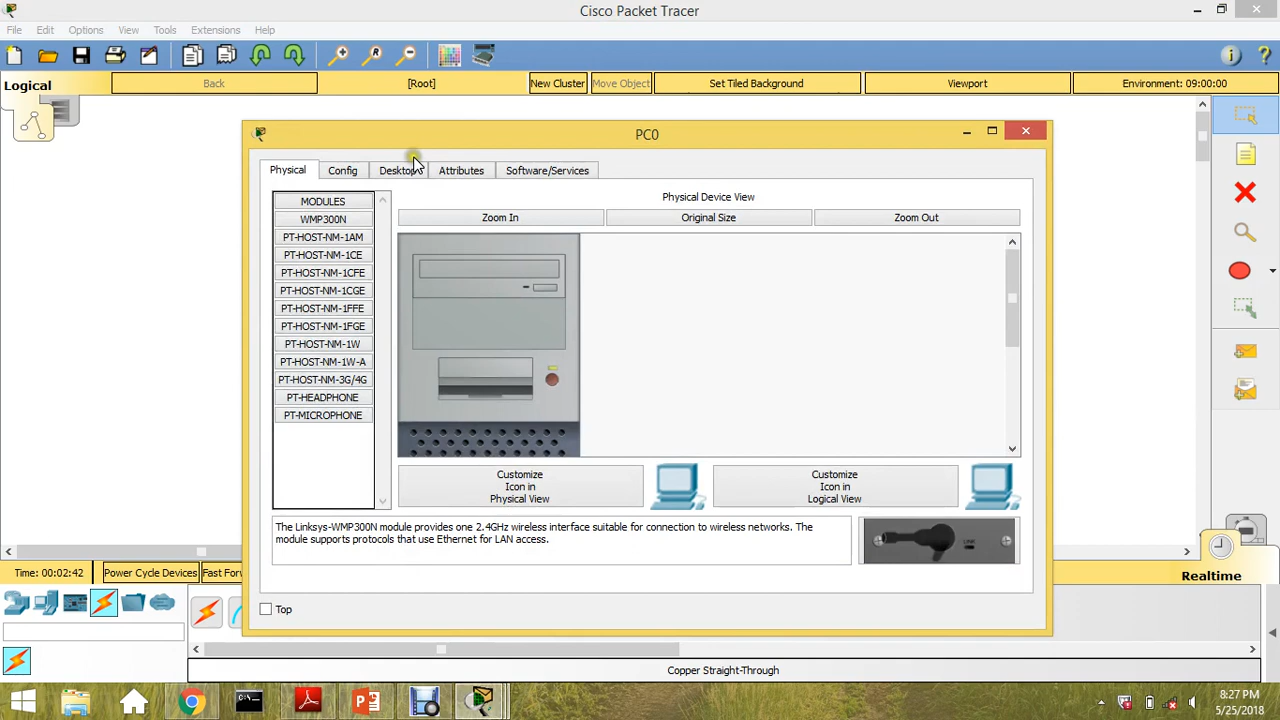 Cisco Packet Tracer
File Edit Options View Tools Extensions Help
Logical
Back
[Root]
New Cluster
Move Object
Set Tiled Background
Viewport
Environment: 09:00:00
PC0
Physical Config Desktop Attributes Software/Services
MODULES
WMP300N
PT-HOST-NM-1AM
PT-HOST-NM-1CE
PT-HOST-NM-1CFE
PT-HOST-NM-1CGE
PT-HOST-NM-1FFE
PT-HOST-NM-1FGE
PT-HOST-NM-1W
PT-HOST-NM-1W-A
PT-HOST-NM-3G/4G
PT-HEADPHONE
PT-MICROPHONE
Physical Device View
Zoom In
Original Size
Zoom Out
Customize
Icon in
Physical View
Customize
Icon in
Logical View
The Linksys-WMP300N module provides one 2.4GHz wireless interface suitable for connection to wireless networks. The
module supports protocols that use Ethernet for LAN access.
LINK
Top
Time: 00:02:42
Power Cycle Devices
Fast For
Realtime
Copper Straight-Through
8:27 PM
5/25/2018